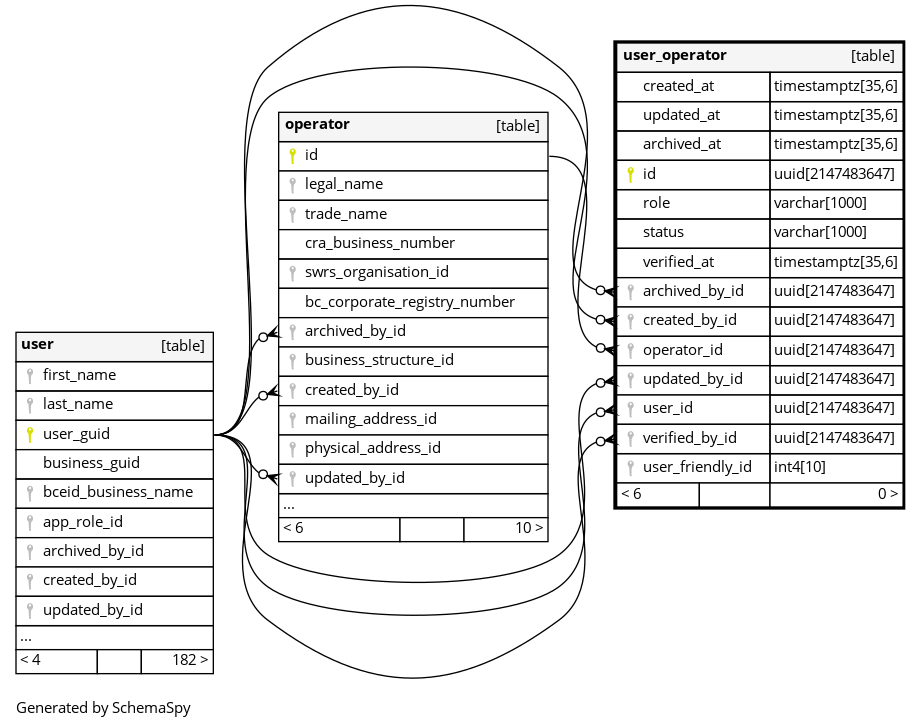 user [table]
first_name
last_name
user_guid
business_guid
bceid_business_name
app_role_id
archived_by_id
created_by_id
updated_by_id
...
< 4 182 >
operator [table]
id
legal_name
trade_name
cra_business_number
swrs_organisation_id
bc_corporate_registry_number
archived_by_id
business_structure_id
created_by_id
mailing_address_id
physical_address_id
updated_by_id
...
< 6 10 >
user_operator [table]
created_at timestamptz[35,6]
updated_at timestamptz[35,6]
archived_at timestamptz[35,6]
id uuid[2147483647]
role varchar[1000]
status varchar[1000]
verified_at timestamptz[35,6]
archived_by_id uuid[2147483647]
created_by_id uuid[2147483647]
operator_id uuid[2147483647]
updated_by_id uuid[2147483647]
user_id uuid[2147483647]
verified_by_id uuid[2147483647]
user_friendly_id int4[10]
< 6 0 >
Generated by SchemaSpy